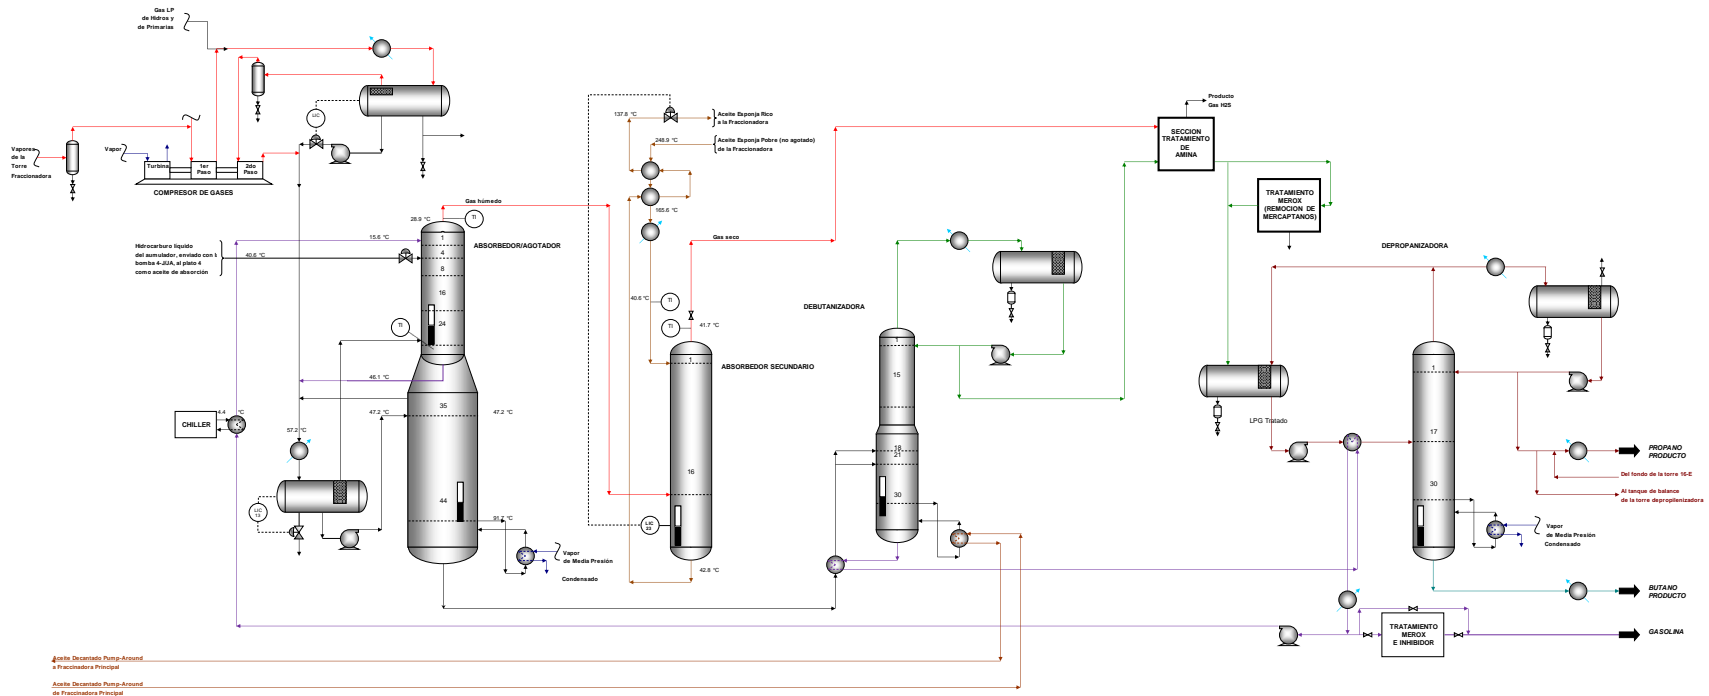 Gas LP
de Hidros y
de Primarias
LIC
Vapores
de la
Torre
Fraccionadora
Vapor
Turbina
1er
Paso
2do
Paso
COMPRESOR DE GASES
137.8 °C
Aceite Esponja Rico
a la Fraccionadora
248.9 °C
Aceite Esponja Pobre (no agotado)
de la Fraccionadora
165.6 °C
Producto
Gas H2S
SECCION
TRATAMIENTO
DE
AMINA
TRATAMIENTO
MEROX
(REMOCION DE
MERCAPTANOS)
Gas húmedo
28.9 °C
TI
15.6 °C
1
4
8
16
24
ABSORBEDOR/AGOTADOR
Hidrocarburo líquido
del aumulador, enviado con l
bomba 4-JJA, al plato 4
como aceite de absorción
40.6 °C
Gas seco
DEPROPANIZADORA
40.6 °C
TI
TI
41.7 °C
TI
DEBUTANIZADORA
1
ABSORBEDOR SECUNDARIO
1
15
1
46.1 °C
35
47.2 °C
47.2 °C
4.4 °C
CHILLER
57.2 °C
LPG Tratado
17
18
21
16
30
30
44
LIC
13
91.7 °C
LIC
23
PROPANO
PRODUCTO
Del fondo de la torre 16-E
Al tanque de balance
de la torre depropilenizadora
Vapor
de Media Presión
Condensado
Vapor
de Media Presión
Condensado
42.8 °C
BUTANO
PRODUCTO
TRATAMIENTO
MEROX
E INHIBIDOR
GASOLINA
Aceite Decantado Pump-Around
a Fraccinadora Principal
Aceite Decantado Pump-Around
de Fraccinadora Principal